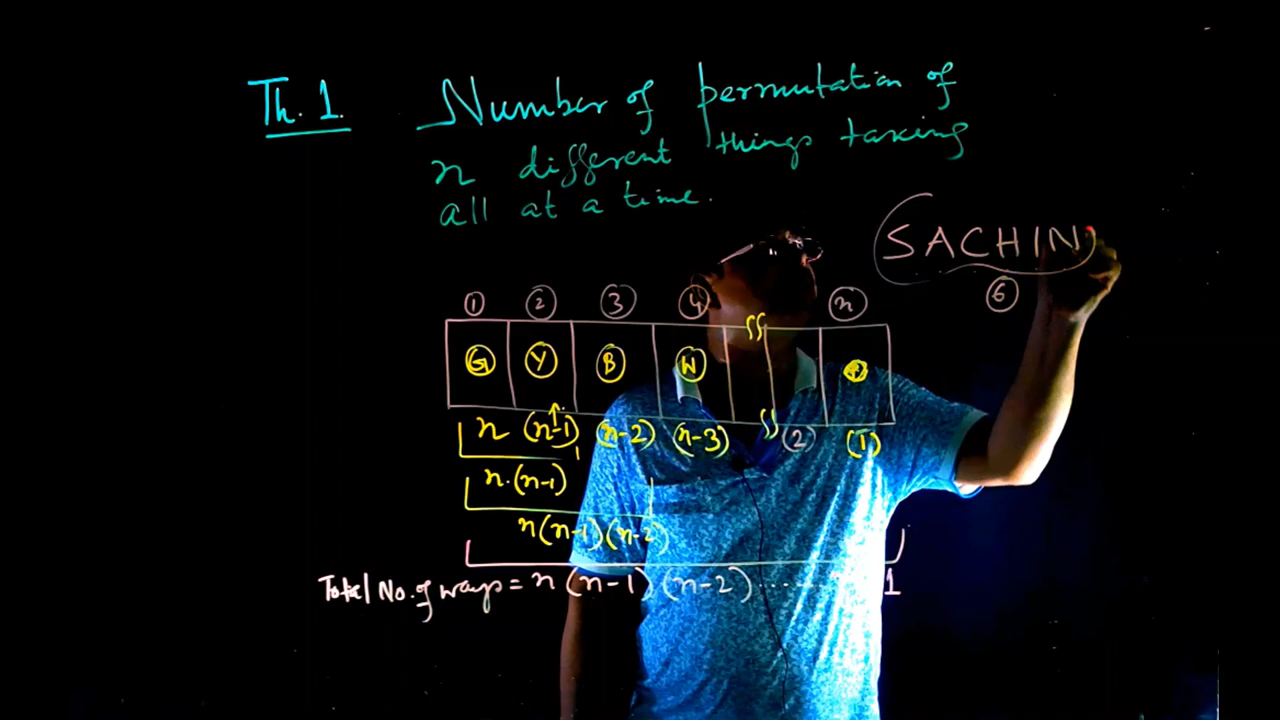 Th. 1. Number of permutation of
n different things taking
all at a time.
SACHIN
6
1 2 3 4 n
G Y B W
n (n-1) (n-2) (n-3) (2) (1)
n.(n-1)
n(n-1)(n-2)
Total No. of ways = n(n-1)(n-2)...... 1